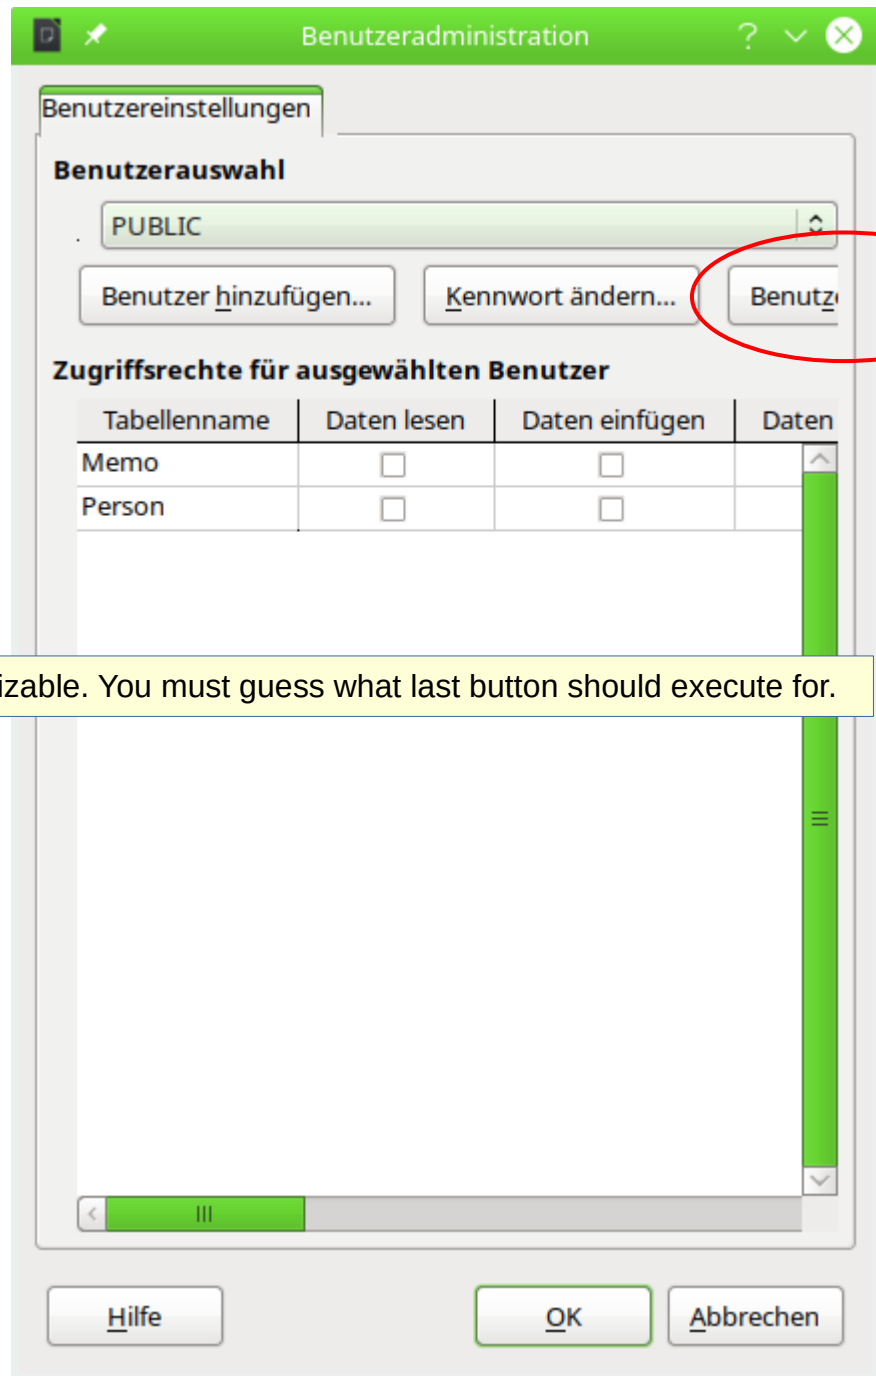 Benutzeradministration
Benutzereinstellungen
Benutzerauswahl
PUBLIC
Benutzer hinzufügen... Kennwort ändern... Benutz
Zugriffsrechte für ausgewählten Benutzer
Tabellenname Daten lesen Daten einfügen Daten
Memo
Person
izable. You must guess what last button should execute for.
Hilfe OK Abbrechen